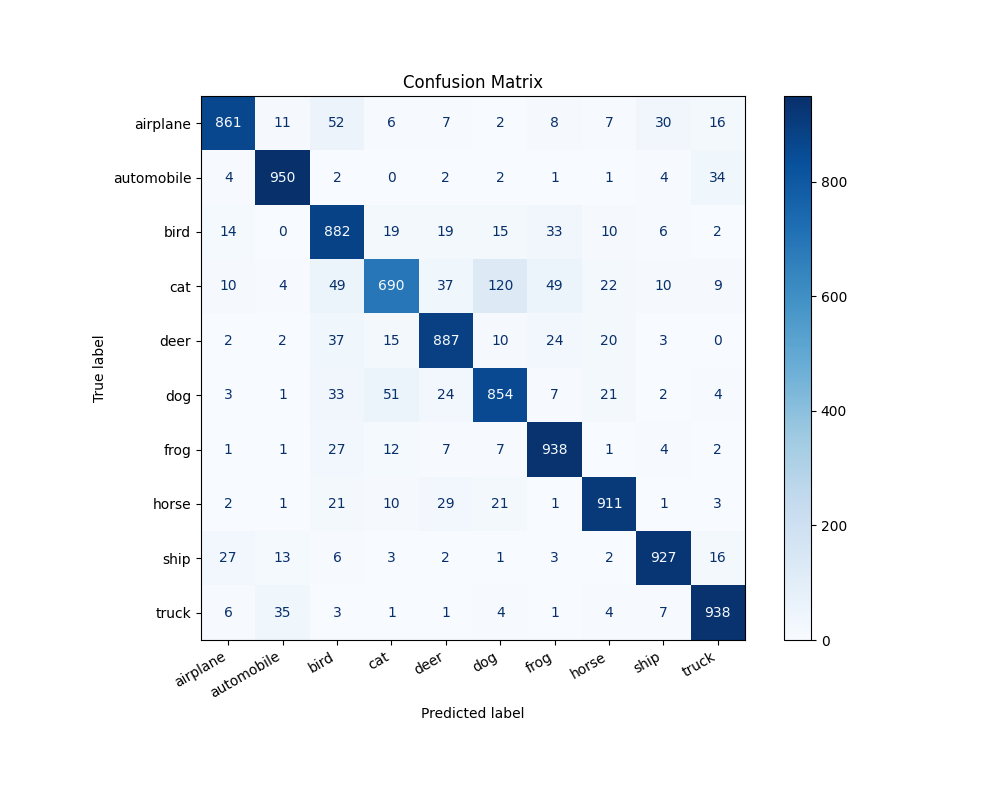 Confusion Matrix
airplane 861 11 52 6 7 2 8 7 30 16
automobile 4 950 2 0 2 2 1 1 4 34
bird 14 0 882 19 19 15 33 10 6 2
cat 10 4 49 690 37 120 49 22 10 9
deer 2 2 37 15 887 10 24 20 3 0
dog 3 1 33 51 24 854 7 21 2 4
frog 1 1 27 12 7 7 938 1 4 2
horse 2 1 21 10 29 21 1 911 1 3
ship 27 13 6 3 2 1 3 2 927 16
truck 6 35 3 1 1 4 1 4 7 938
airplane automobile bird cat deer dog frog horse ship truck
Predicted label
True label
800
600
400
200
0